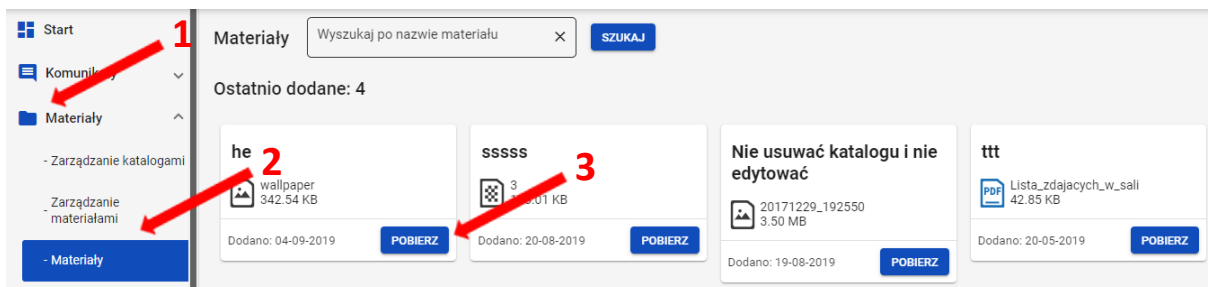 Start
1
Komunikaty
Materiały
- Zarządzanie katalogami
- Zarządzanie
materiałami
- Materiały
2
Materiały
Wyszukaj po nazwie materiału
SZUKAJ
Ostatnio dodane: 4
he
wallpaper
342.54 KB
Dodano: 04-09-2019
POBIERZ
sssss
3
3
KB
Dodano: 20-08-2019
POBIERZ
Nie usuwać katalogu i nie
edytować
20171229_192550
3.50 MB
Dodano: 19-08-2019
POBIERZ
ttt
PDF
Lista_zdajacych_w_sali
42.85 KB
Dodano: 20-05-2019
POBIERZ